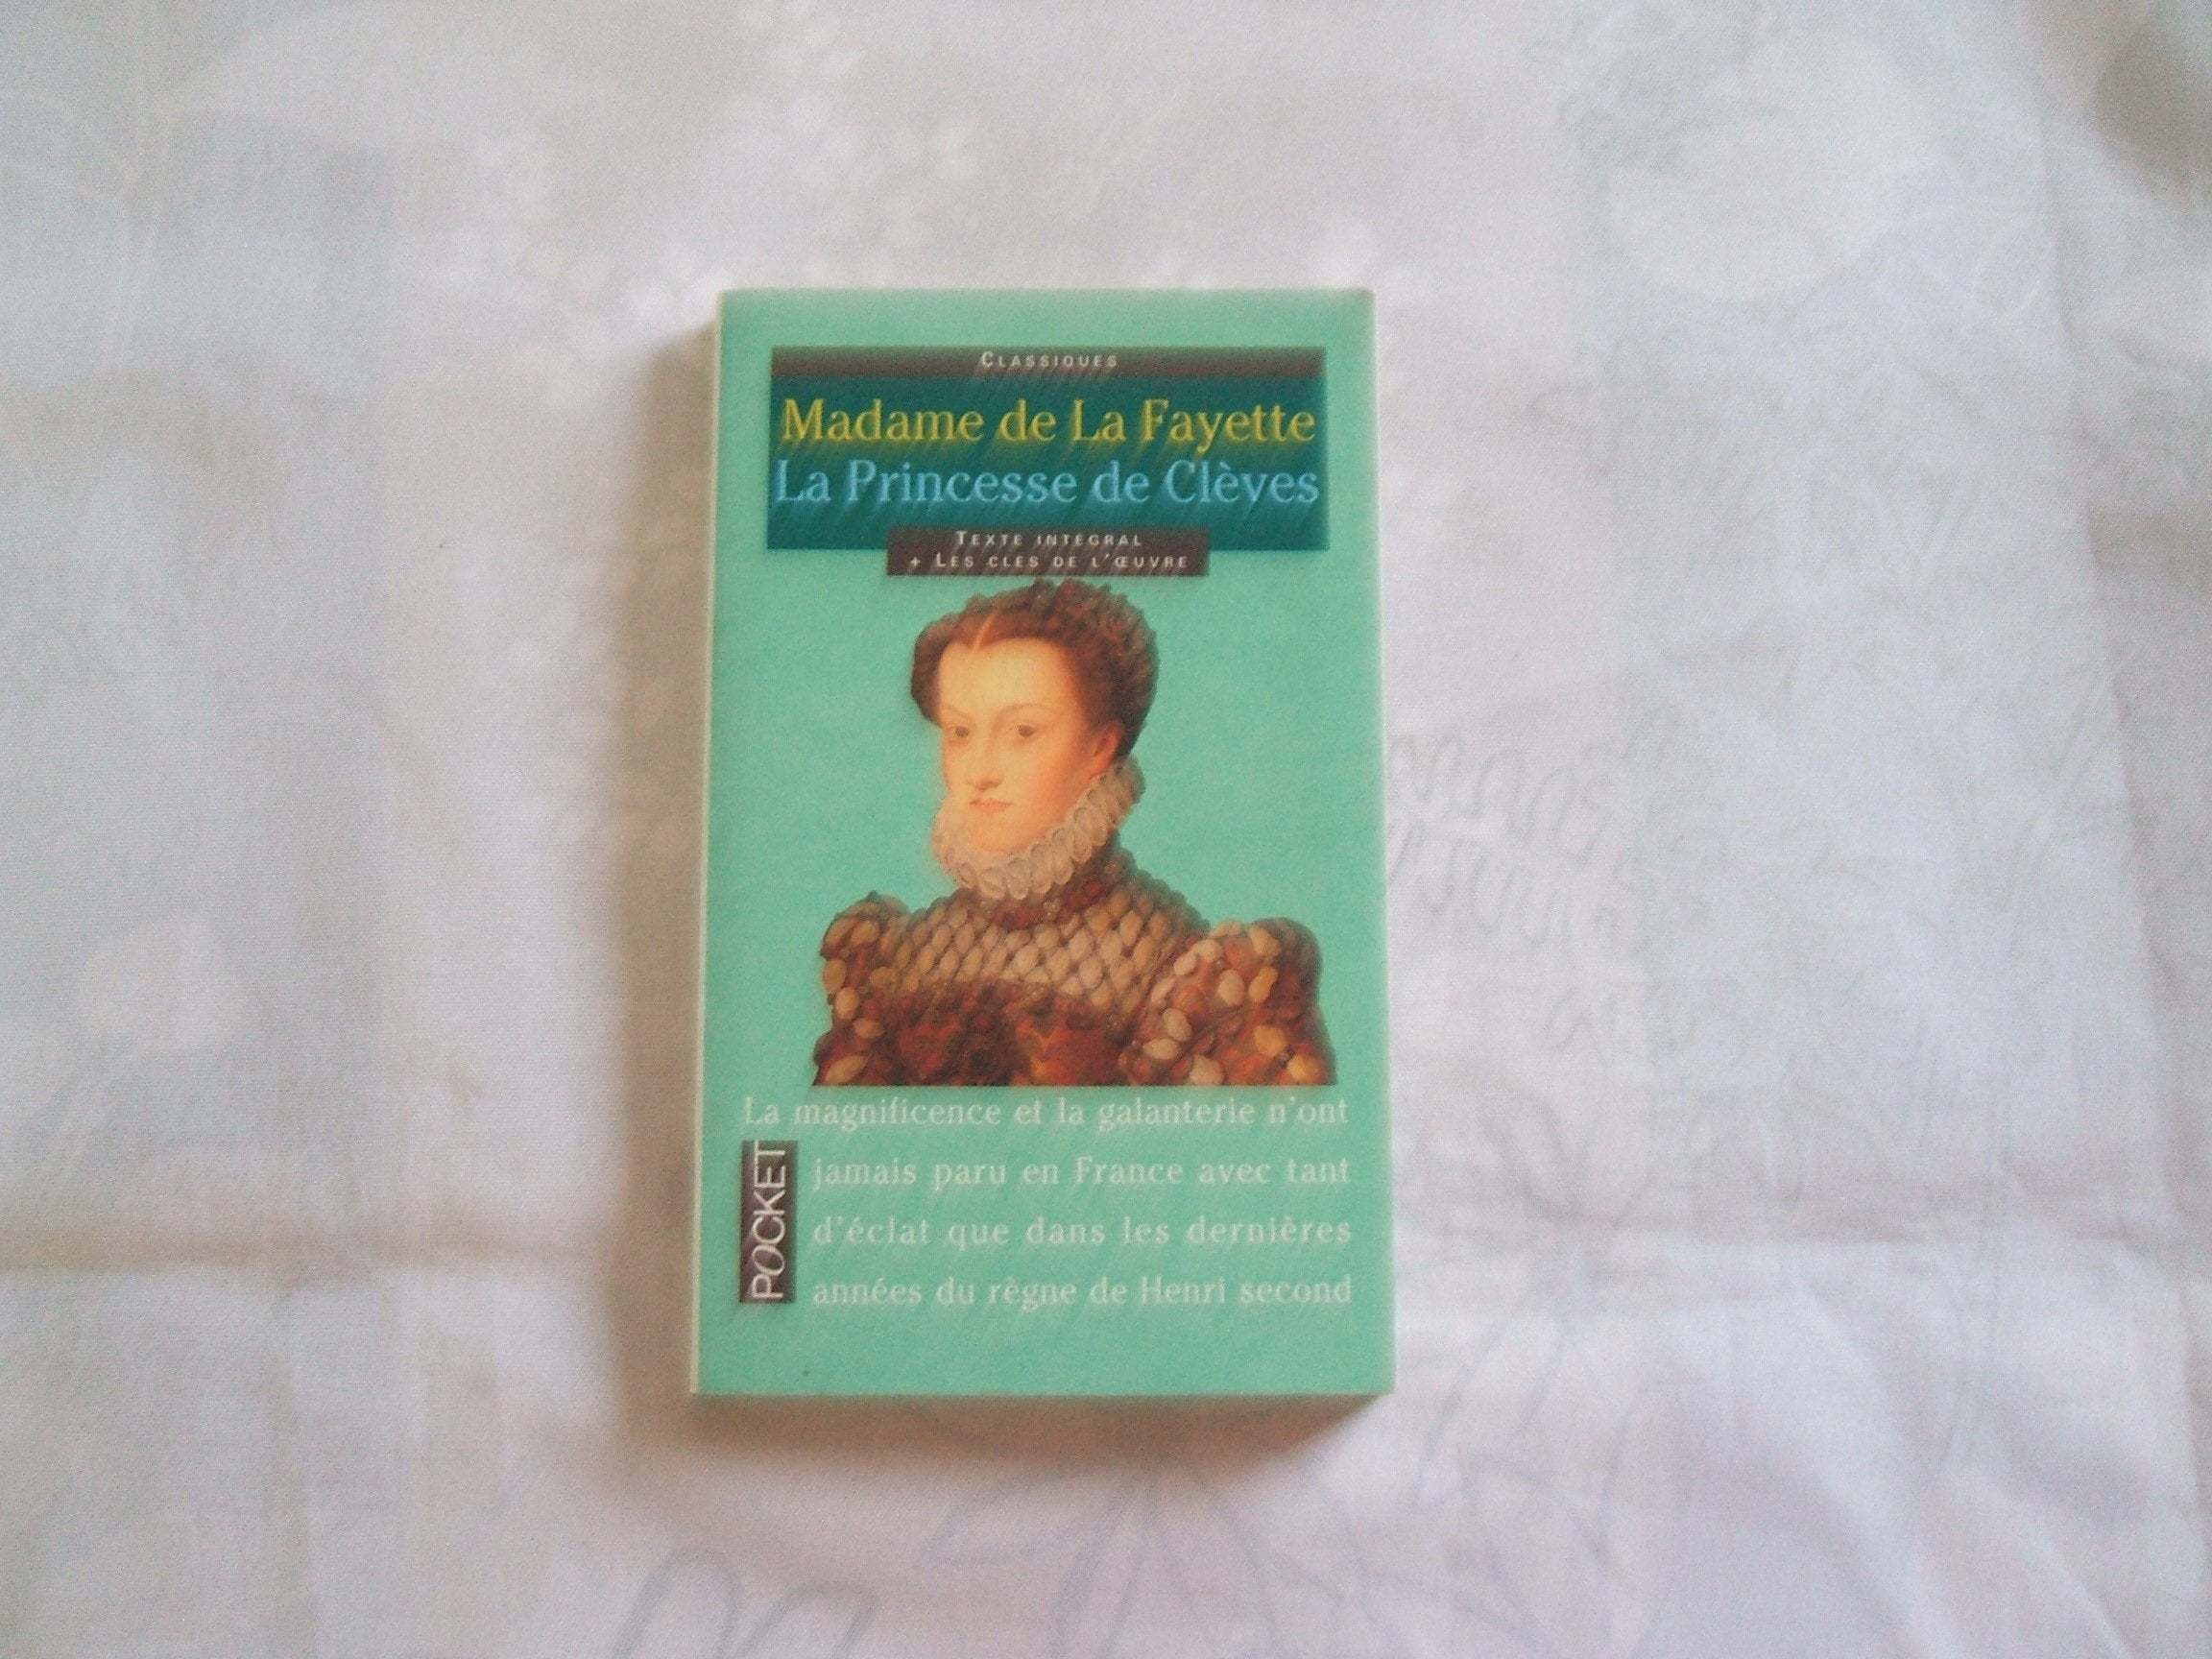 CLASSIQUES
Madame de La Fayette
La Princesse de Clèves
TEXTE INTÉGRAL
+ LES CLÉS DE L'ŒUVRE
La magnificence et la galanterie n'ont
jamais paru en France avec tant
d'éclat que dans les dernières
années du règne de Henri second
POCKET